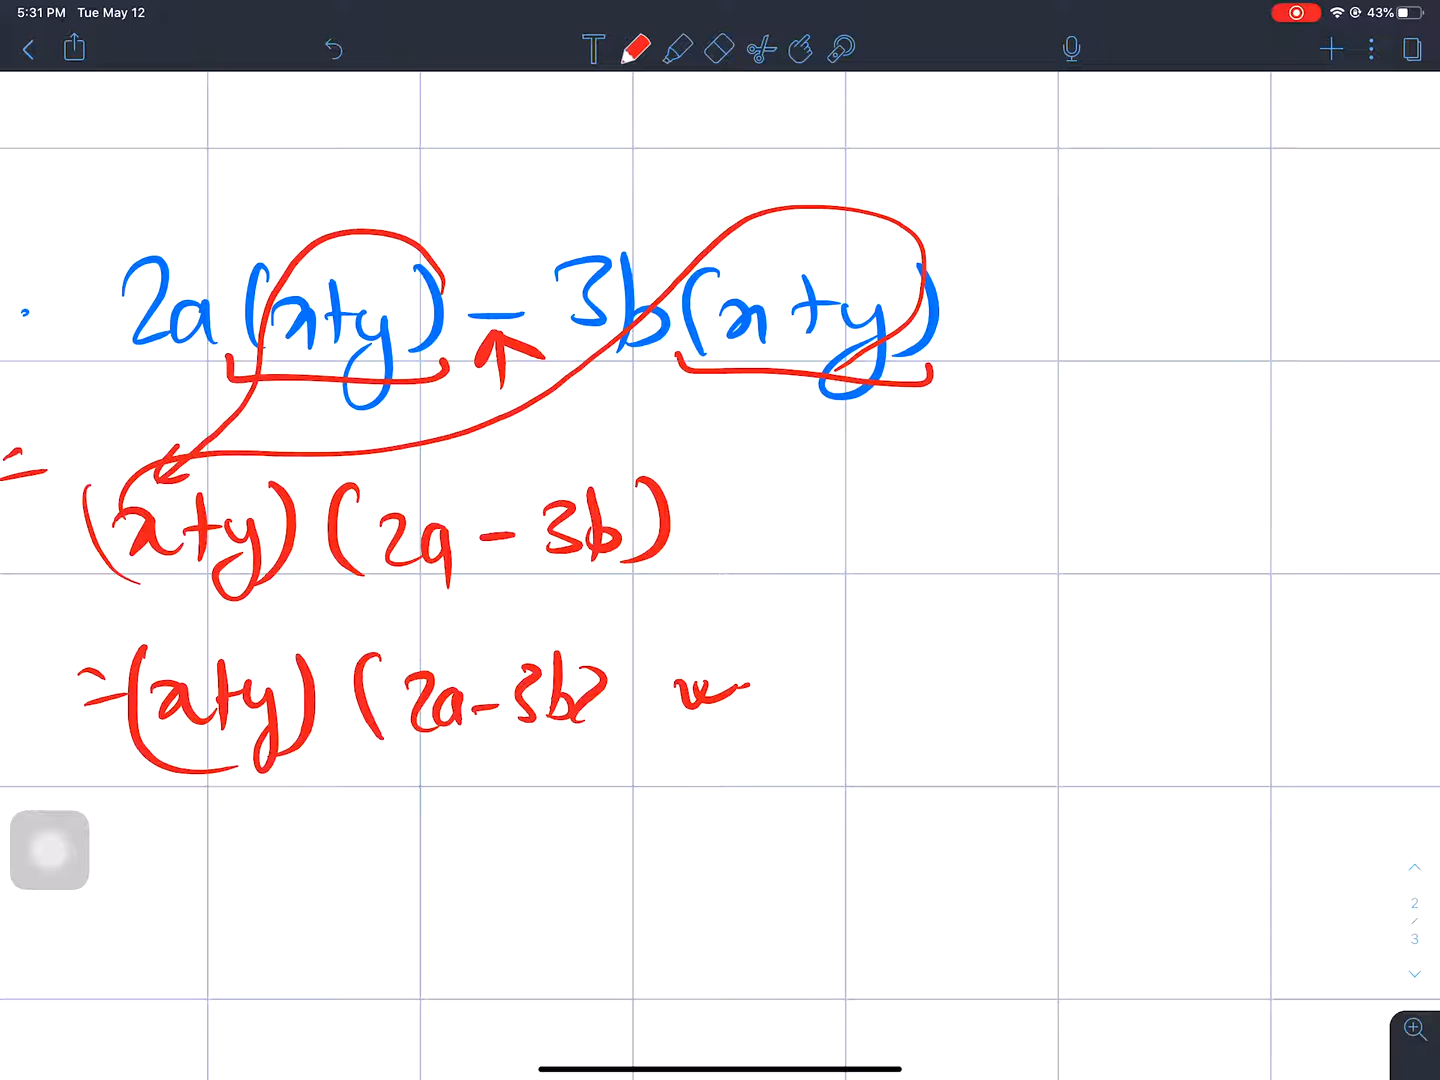 5:31 PM Tue May 12 43%
2a(x+y) - 3b(x+y)
= (x+y)(2a - 3b)
=(x+y)(2a-3b)
2
/
3